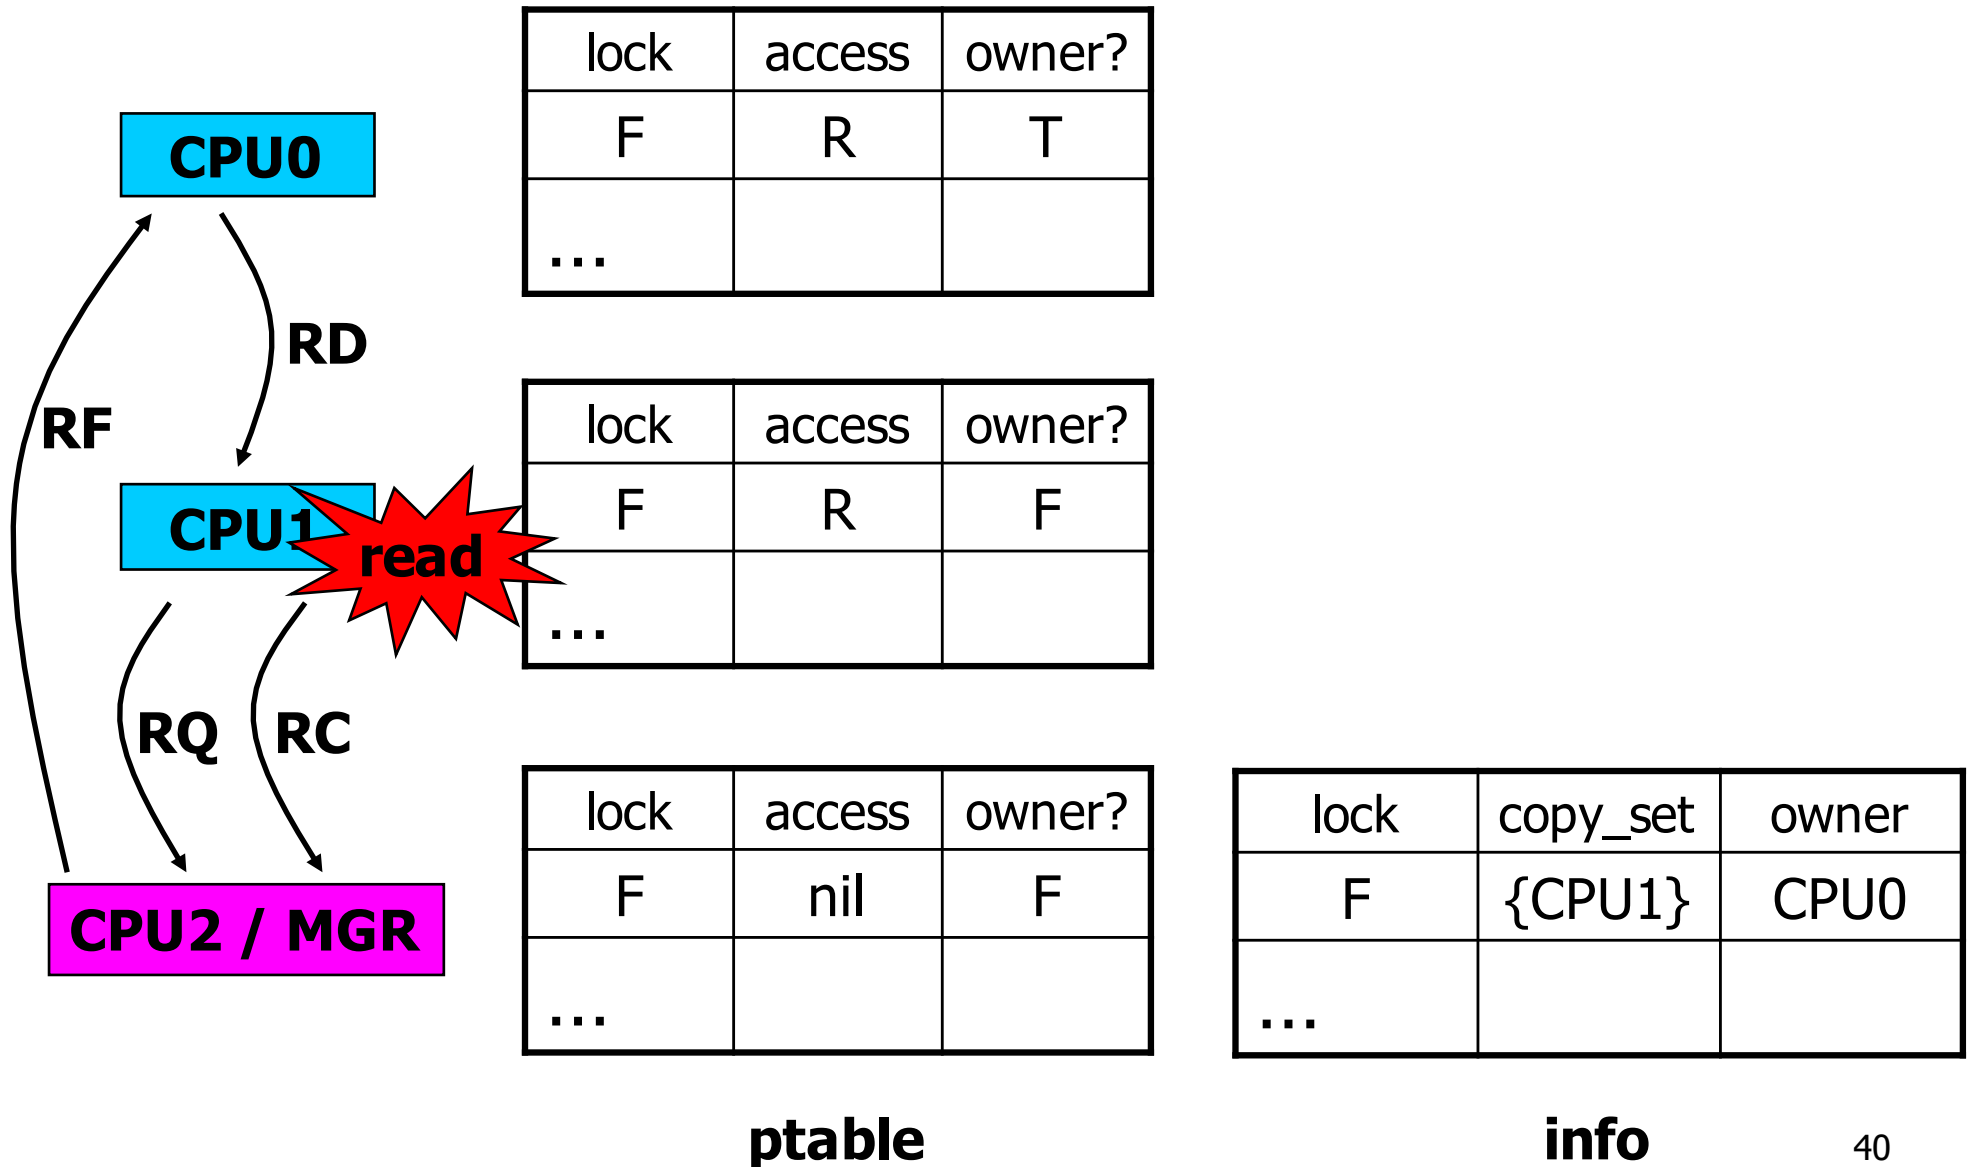 lock access owner?
F R T
...
CPU0
RD
RF
lock access owner?
F R F
...
CPU1
read
RQ RC
lock access owner?
F nil F
...
CPU2 / MGR
lock copy_set owner
F {CPU1} CPU0
...
ptable
info
40